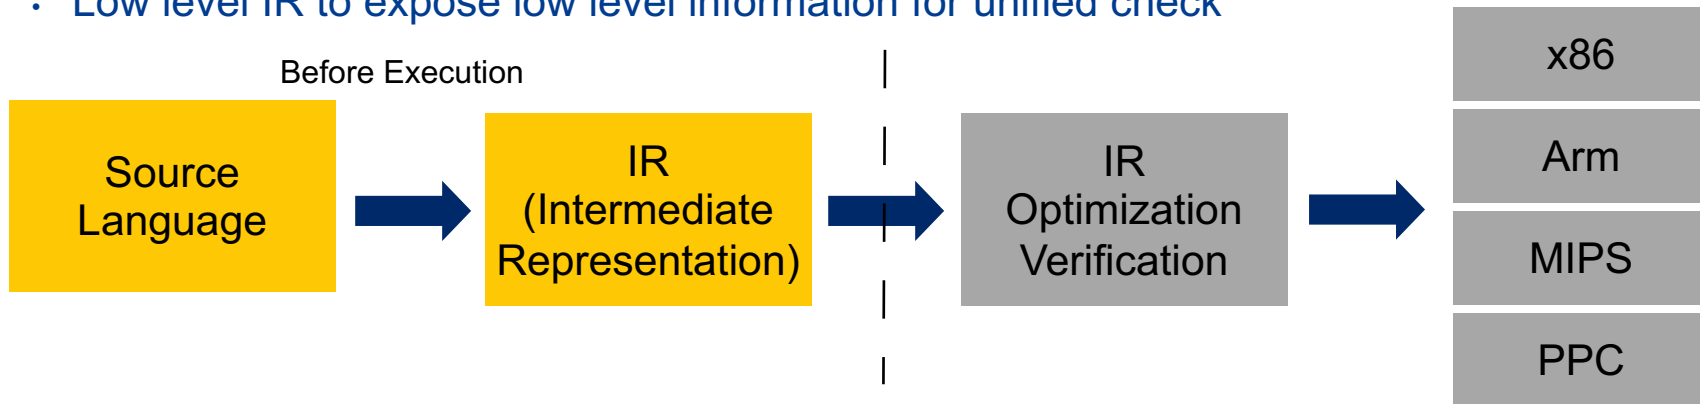 • Low level IR to expose low level information for unified check
Before Execution
Source
Language
IR
(Intermediate
Representation)
IR
Optimization
Verification
x86
Arm
MIPS
PPC